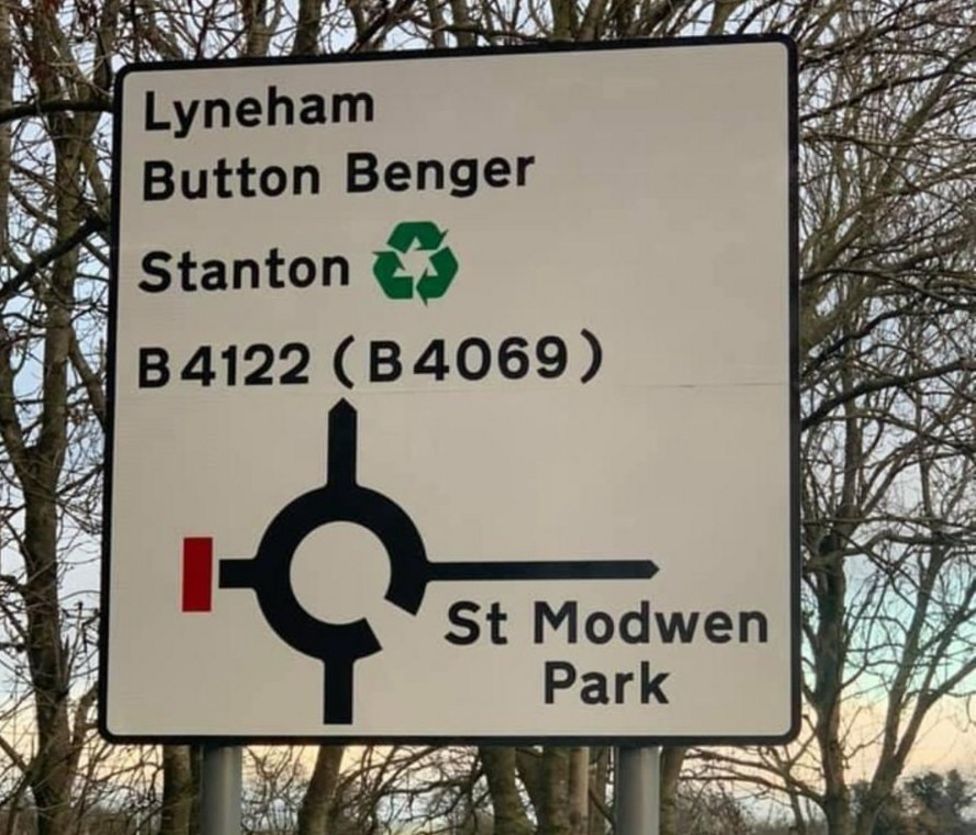 Lyneham
Button Benger
Stanton
B4122 (B4069)
St Modwen
Park